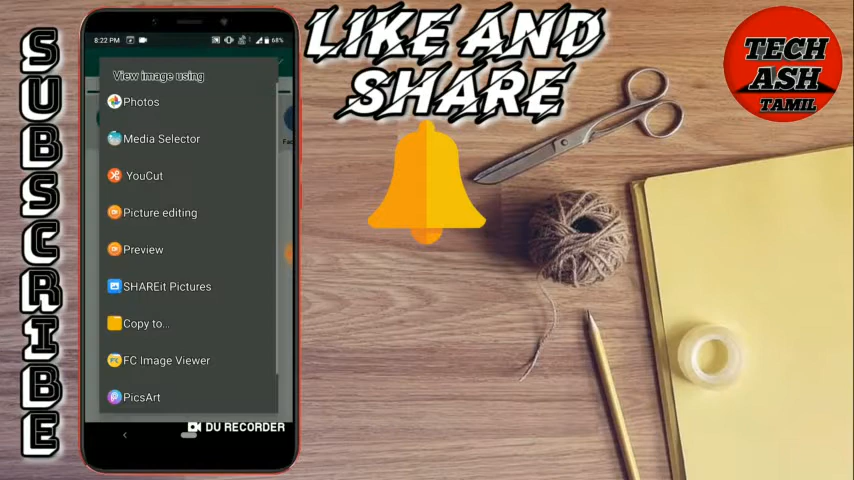 SUBSCRIBE
8:22 PM
68%
View image using
Photos
Media Selector
YouCut
Picture editing
Preview
SHAREit Pictures
Copy to...
FC Image Viewer
PicsArt
DU RECORDER
LIKE AND
SHARE
TECH
ASH
TAMIL